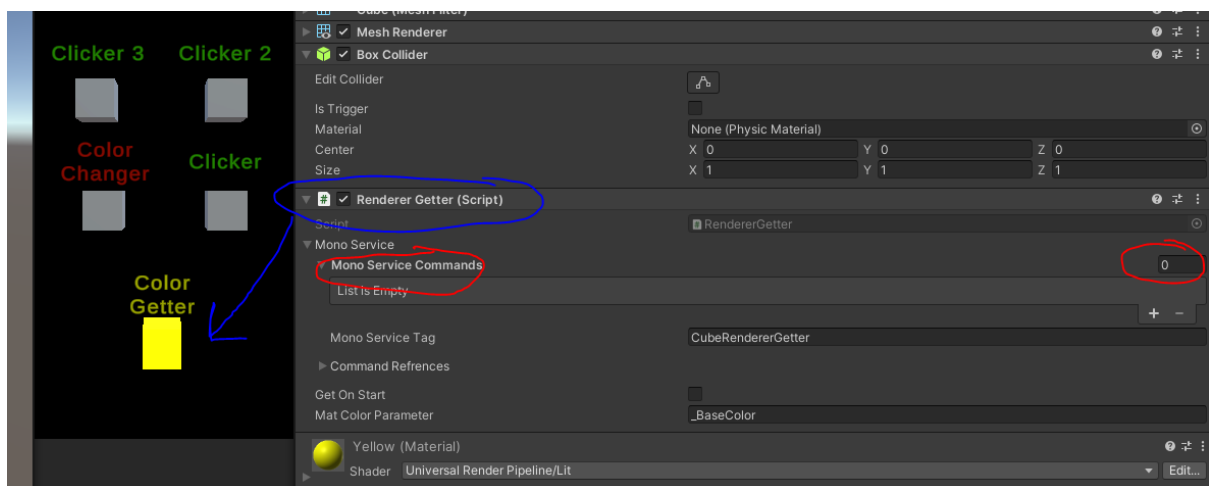 Clicker 3
Clicker 2
Color
Changer
Clicker
Color
Getter
Cube (Mesh Filter)
Mesh Renderer
Box Collider
Edit Collider
Is Trigger
Material None (Physic Material)
Center X 0 Y 0 Z 0
Size X 1 Y 1 Z 1
# Renderer Getter (Script)
Script RendererGetter
Mono Service
Mono Service Commands 0
List is Empty
+ −
Mono Service Tag CubeRendererGetter
Command Refrences
Get On Start
Mat Color Parameter _BaseColor
Yellow (Material)
Shader Universal Render Pipeline/Lit Edit...